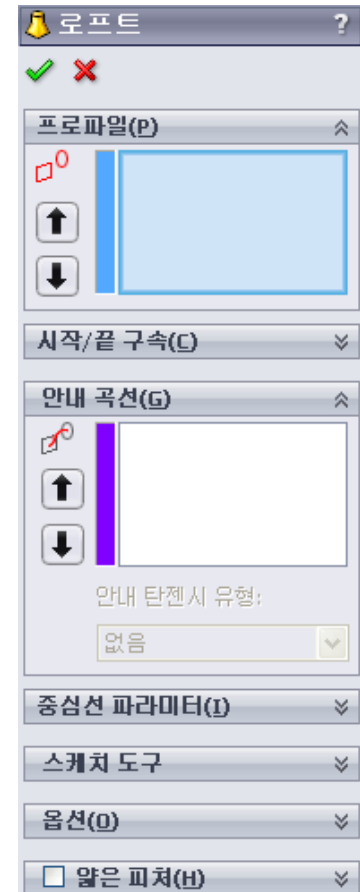 로프트 ?
프로파일(P)
시작/끝 구속(C)
안내 곡선(G)
안내 탄젠시 유형:
없음
중심선 파라미터(I)
스케치 도구
옵션(O)
얇은 피처(H)